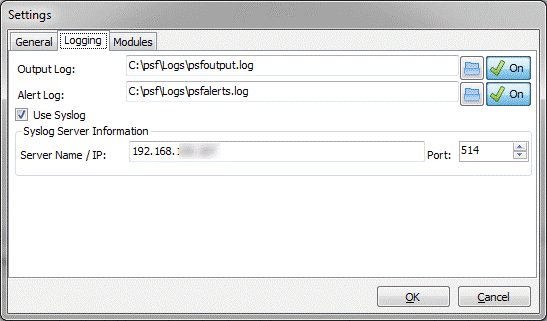 Settings
General Logging Modules
Output Log: C:\psf\Logs\psfoutput.log On
Alert Log: C:\psf\Logs\psfalerts.log On
Use Syslog
Syslog Server Information
Server Name / IP: 192.168. Port: 514
OK Cancel